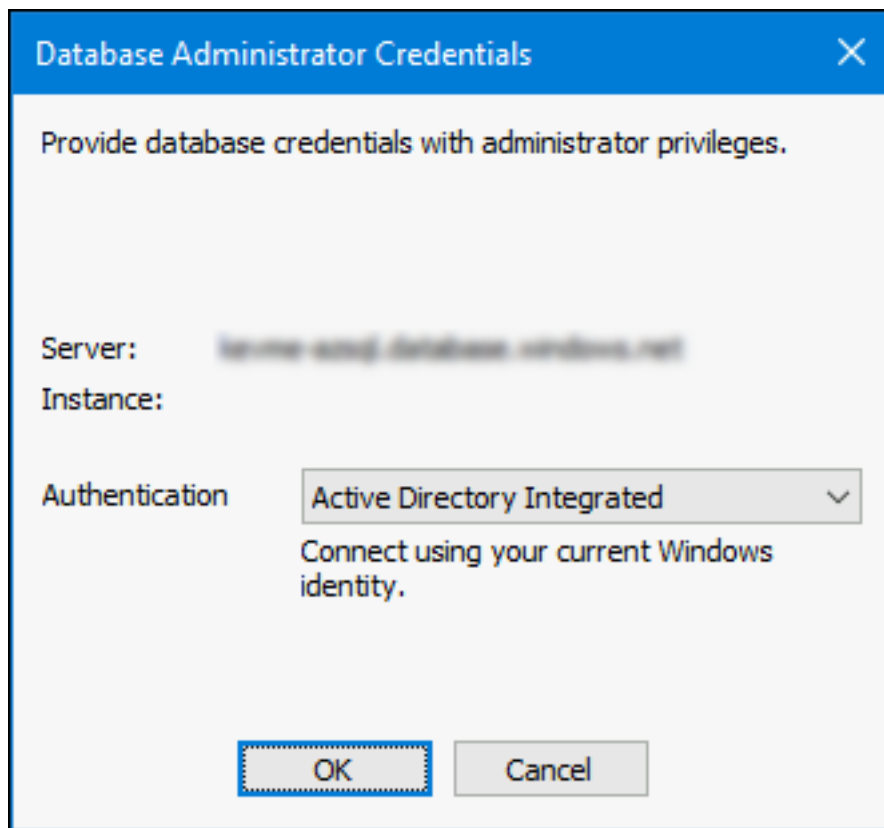 Database Administrator Credentials
Provide database credentials with administrator privileges.
Server:
Instance:
Authentication Active Directory Integrated
Connect using your current Windows
identity.
OK Cancel